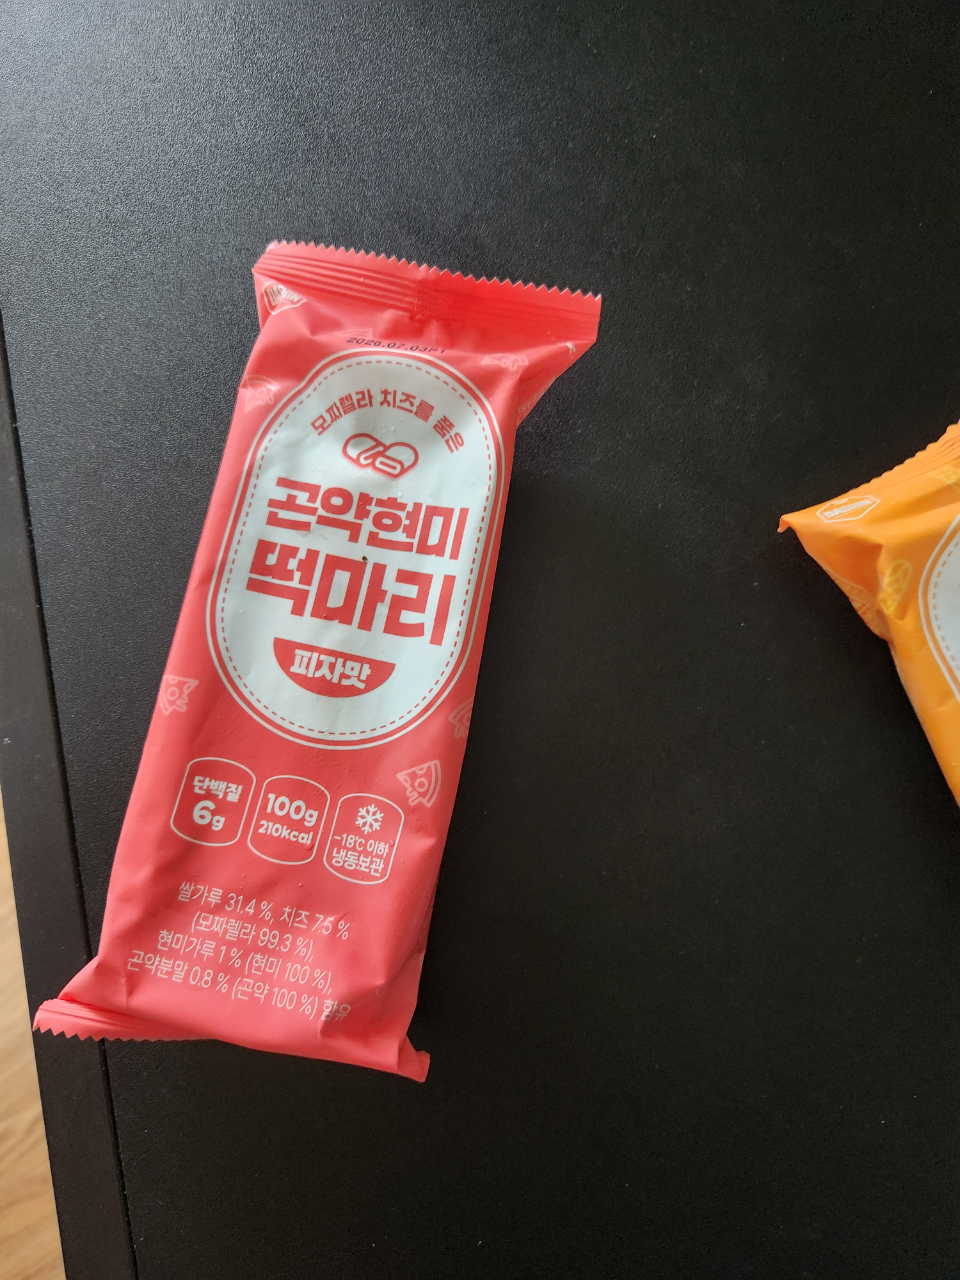 2026.07.03P1
모짜렐라 치즈를 품은
곤약현미
떡마리
피자맛
단백질
6g
100g
210kcal
-18℃ 이하
냉동보관
쌀가루 31.4 %, 치즈 7.5 %
(모짜렐라 99.3 %),
현미가루 1 % (현미 100 %),
곤약분말 0.8 % (곤약 100 %) 함유